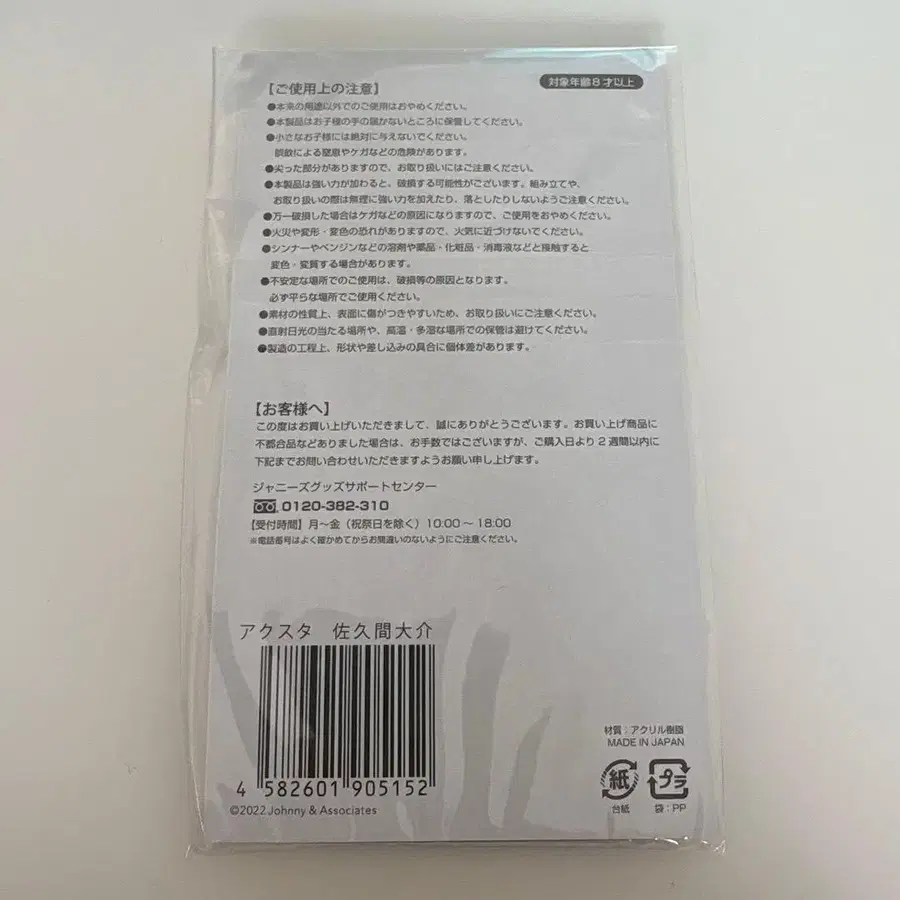 【ご使用上の注意】
対象年齢8才以上
●本来の用途以外でのご使用はおやめください。
●本製品はお子様の手の届かないところに保管してください。
●小さなお子様には絶対に与えないでください。
誤飲による窒息やケガなどの危険があります。
●尖った部分がありますので、お取り扱いにはご注意ください。
●本製品は強い力が加わると、破損する可能性がございます。組み立てや、
お取り扱いの際は無理に強い力を加えたり、落としたりしないようご注意ください。
●万一破損した場合はケガなどの原因になりますので、ご使用をおやめください。
●火災や変形・変色の恐れがありますので、火気に近づけないでください。
●シンナーやベンジンなどの溶剤や薬品・化粧品・消毒液などと接触すると
変色・変質する場合があります。
●不安定な場所でのご使用は、破損等の原因となります。
必ず平らな場所でご使用ください。
●素材の性質上、表面に傷がつきやすいため、お取り扱いにご注意ください。
●直射日光の当たる場所や、高温・多湿な場所での保管は避けてください。
●製造の工程上、形状や差し込みの具合に個体差があります。
【お客様へ】
この度はお買い上げいただきまして、誠にありがとうございます。お買い上げ商品に
不都合品などありました場合は、お手数ではございますが、ご購入日より2週間以内に
下記までお問い合わせいただきますようお願い申し上げます。
ジャニーズグッズサポートセンター
0120-382-310
【受付時間】月〜金（祝祭日を除く）10:00〜18:00
※電話番号はよく確かめてからお間違いのないようにご注意ください。
アクスタ 佐久間大介
4 582601 905152
©2022 Johnny & Associates
材質：アクリル樹脂
MADE IN JAPAN
紙
プラ
台紙
袋：PP